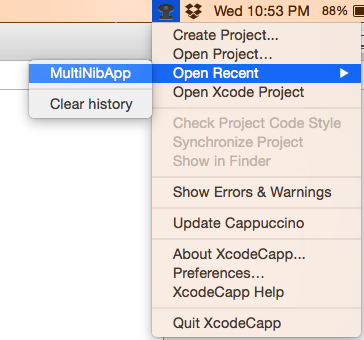 Wed 10:53 PM 88%
Create Project...
Open Project...
Open Recent
MultiNibApp
Clear history
Open Xcode Project
Check Project Code Style
Synchronize Project
Show in Finder
Show Errors & Warnings
Update Cappuccino
About XcodeCapp...
Preferences...
XcodeCapp Help
Quit XcodeCapp